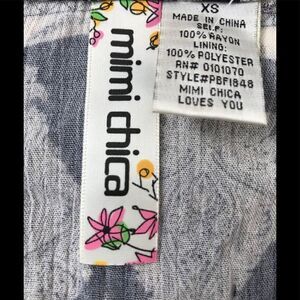 mimi chica
XS
MADE IN CHINA
SELF:
100% RAYON
LINING:
100% POLYESTER
RN# 0101070
STYLE#PBF1848
MIMI CHICA
LOVES YOU